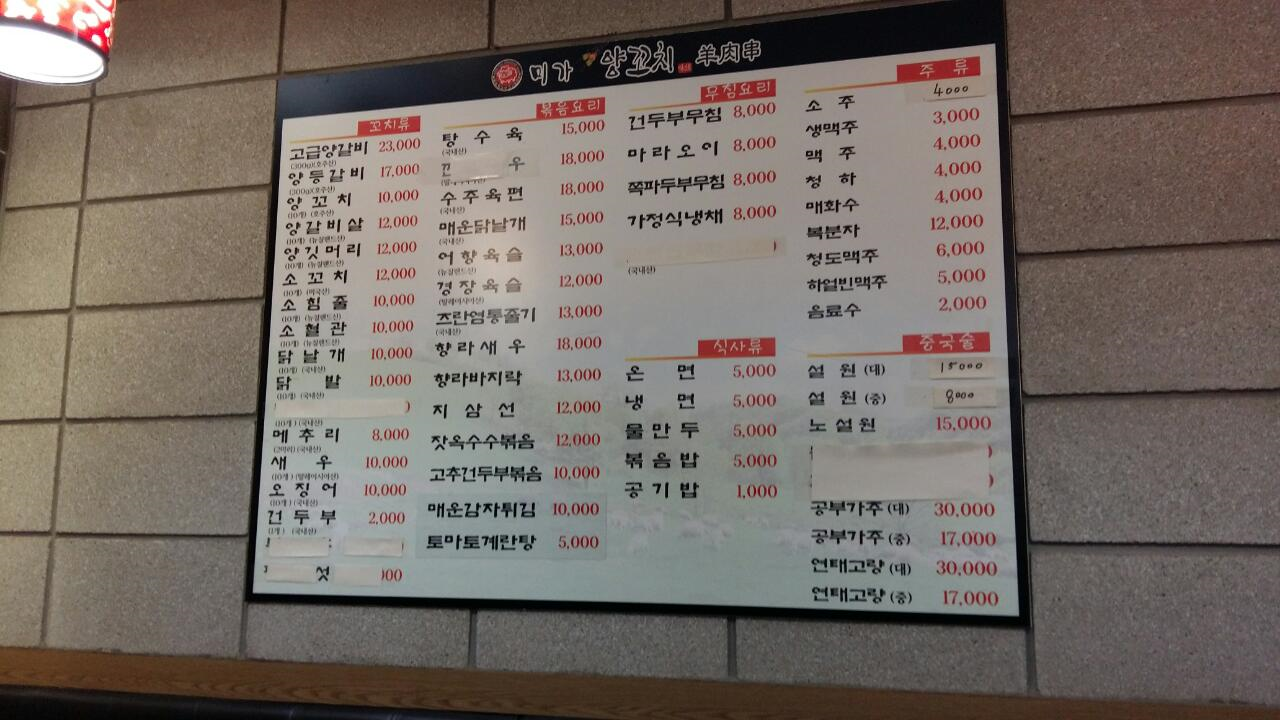 미가 양꼬치 羊肉串
꼬치류
고급양갈비 23,000
(300g)(호주산)
양등갈비 17,000
(300g)(호주산)
양꼬치 10,000
(10개) (호주산)
양갈비살 12,000
(10개) (뉴질랜드산)
양깃머리 12,000
(10개) (뉴질랜드산)
소꼬치 12,000
(10개) (미국산)
소힘줄 10,000
(10개) (뉴질랜드산)
소혈관 10,000
(10개) (뉴질랜드산)
닭날개 10,000
(10개) (국내산)
닭발 10,000
(10개) (국내산)
(10개) (국내산)
메추리 8,000
(2마리) (국내산)
새우 10,000
(10개) (말레이시아산)
오징어 10,000
(10개) (국내산)
건두부 2,000
(1개) (국내산)
섯 00
볶음요리
탕수육 15,000
(국내산)
우 18,000
수주육편 18,000
(국내산)
매운닭날개 15,000
(국내산)
어향육슬 13,000
(뉴질랜드산)
경장육슬 12,000
(말레이시아산)
즈란염통줄기 13,000
(국내산)
향라새우 18,000
향라바지락 13,000
지삼선 12,000
잣옥수수볶음 12,000
고추건두부볶음 10,000
매운감자튀김 10,000
토마토계란탕 5,000
무침요리
건두부무침 8,000
마라오이 8,000
쪽파두부무침 8,000
가정식냉채 8,000
(국내산)
식사류
온면 5,000
냉면 5,000
물만두 5,000
볶음밥 5,000
공기밥 1,000
주류
소주 4000
생맥주 3,000
맥주 4,000
청하 4,000
매화수 4,000
복분자 12,000
청도맥주 6,000
하얼빈맥주 5,000
음료수 2,000
중국술
설원 (대) 15000
설원 (중) 8000
노설원 15,000
공부가주 (대) 30,000
공부가주 (중) 17,000
연태고량 (대) 30,000
연태고량 (중) 17,000